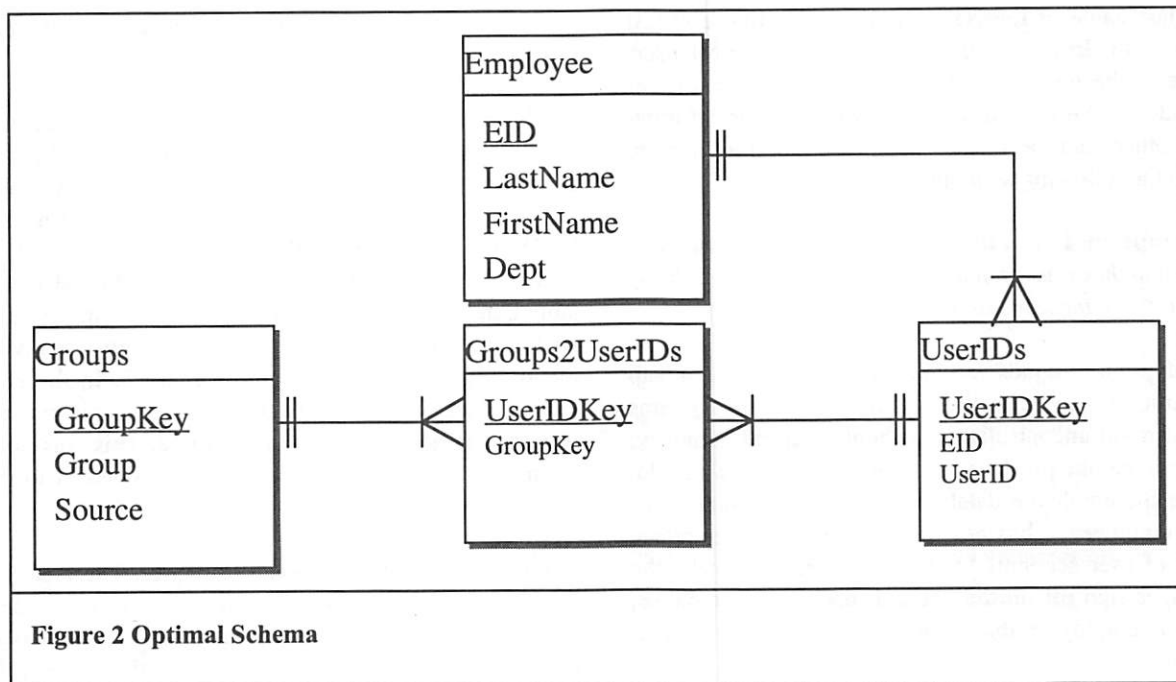 Employee
EID
LastName
FirstName
Dept
Groups
GroupKey
Group
Source
Groups2UserIDs
UserIDKey
GroupKey
UserIDs
UserIDKey
EID
UserID
Figure 2 Optimal Schema